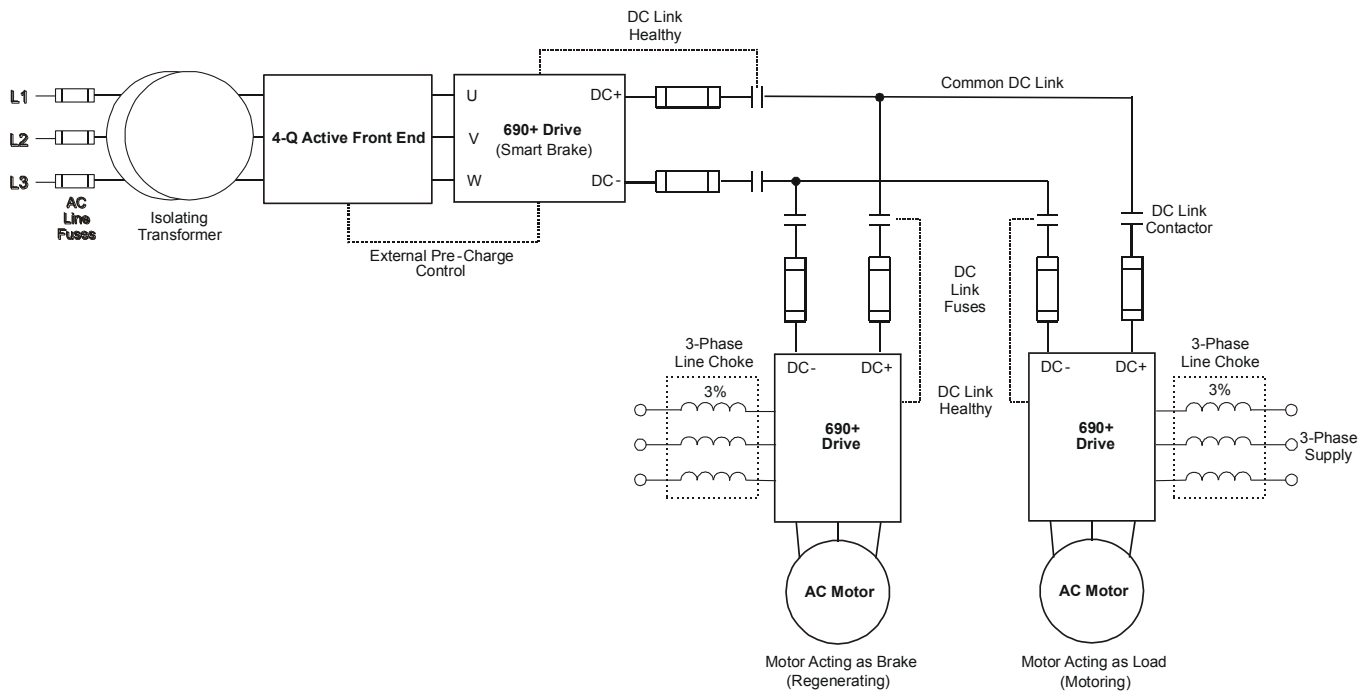 DC Link
Healthy
L1
L2
L3
AC
Line
Fusss
Isolating
Transformer
4-Q Active Front End
External Pre-Charge
Control
U
V
W
690+ Drive
(Smart Brake)
DC+
DC-
Common DC Link
DC Link
Contactor
DC
Link
Fuses
3-Phase
Line Choke
3%
DC-
DC+
690+
Drive
DC Link
Healthy
DC-
DC+
690+
Drive
3-Phase
Line Choke
3%
3-Phase
Supply
AC Motor
Motor Acting as Brake
(Regenerating)
AC Motor
Motor Acting as Load
(Motoring)